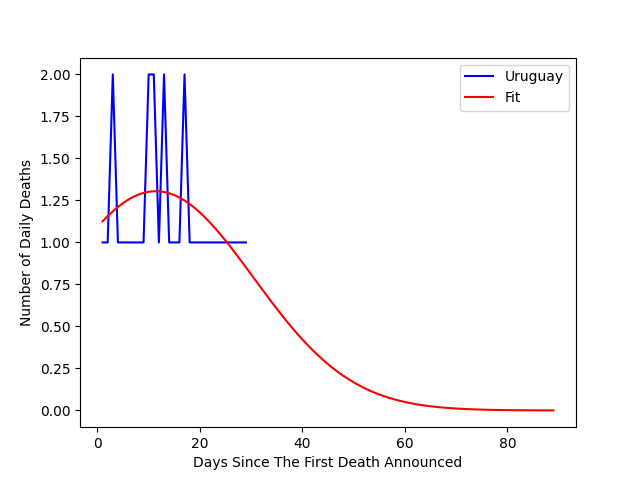 Uruguay
Fit
2.00
1.75
1.50
1.25
1.00
0.75
0.50
0.25
0.00
Number of Daily Deaths
0 20 40 60 80
Days Since The First Death Announced